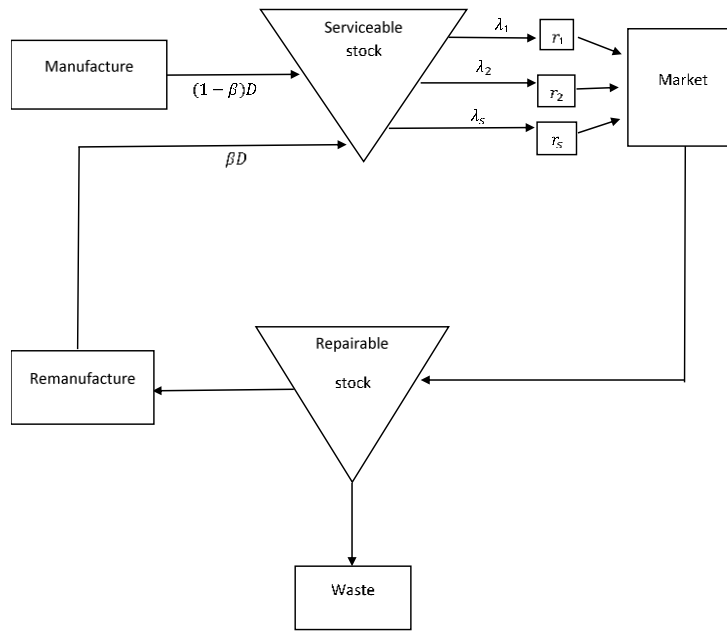 Manufacture
(1 − β)D
Serviceable
stock
λ₁
r₁
λ₂
r₂
λₛ
rₛ
Market
βD
Remanufacture
Repairable
stock
Waste